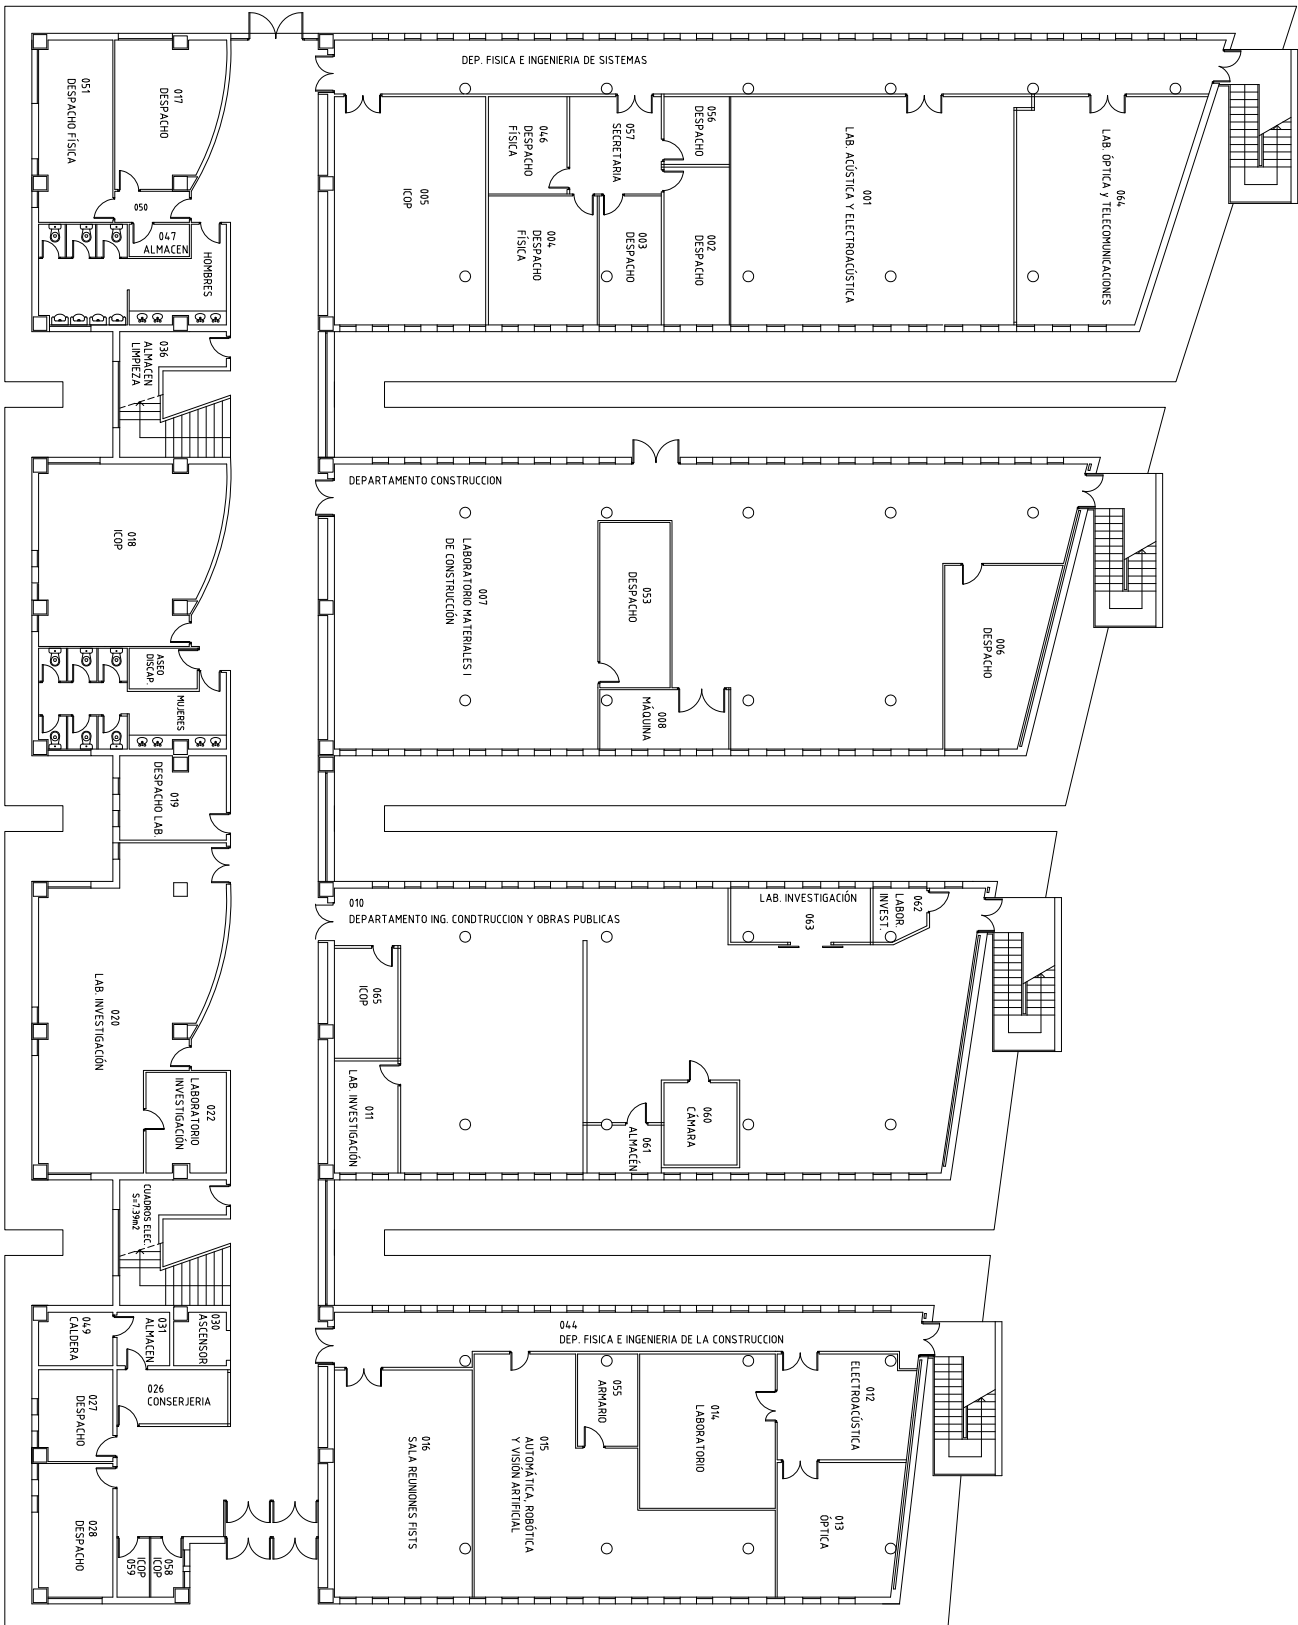 DEP. FISICA E INGENIERIA DE SISTEMAS
051
DESPACHO FÍSICA
017
DESPACHO
050
047
ALMACEN
HOMBRES
005
ICOP
046
DESPACHO
FÍSICA
057
SECRETARIA
056
DESPACHO
004
DESPACHO
FÍSICA
003
DESPACHO
002
DESPACHO
001
LAB. ACÚSTICA Y ELECTROACÚSTICA
064
LAB. ÓPTICA y TELECOMUNICACIONES
036
ALMACEN
LIMPIEZA
DEPARTAMENTO CONSTRUCCION
018
ICOP
007
LABORATORIO MATERIALES I
DE CONSTRUCCIÓN
053
DESPACHO
006
DESPACHO
008
MÁQUINA
ASEO
DISCAP.
MUJERES
019
DESPACHO LAB.
010
DEPARTAMENTO ING. CONDTRUCCION Y OBRAS PUBLICAS
LAB. INVESTIGACIÓN
063
062
LABOR.
INVEST.
020
LAB. INVESTIGACIÓN
065
ICOP
022
LABORATORIO
INVESTIGACIÓN
011
LAB. INVESTIGACIÓN
061
ALMACÉN
060
CÁMARA
CUADROS ELEC.
S=7.39m2
044
DEP. FISICA E INGENIERIA DE LA CONSTRUCCION
049
CALDERA
031
ALMACEN
030
ASCENSOR
026
CONSERJERIA
027
DESPACHO
028
DESPACHO
ICOP
059
058
ICOP
016
SALA REUNIONES FISTS
015
AUTOMÁTICA, ROBÓTICA
Y VISIÓN ARTIFICIAL
055
ARMARIO
014
LABORATORIO
012
ELECTROACÚSTICA
013
ÓPTICA